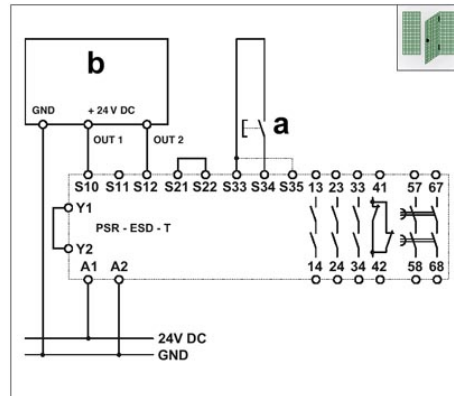 b
GND + 24 V DC
OUT 1 OUT 2
a
S10 S11 S12 S21 S22 S33 S34 S35 13 23 33 41 57 67
Y1
PSR - ESD - T
Y2
A1 A2 14 24 34 42 58 68
24V DC
GND